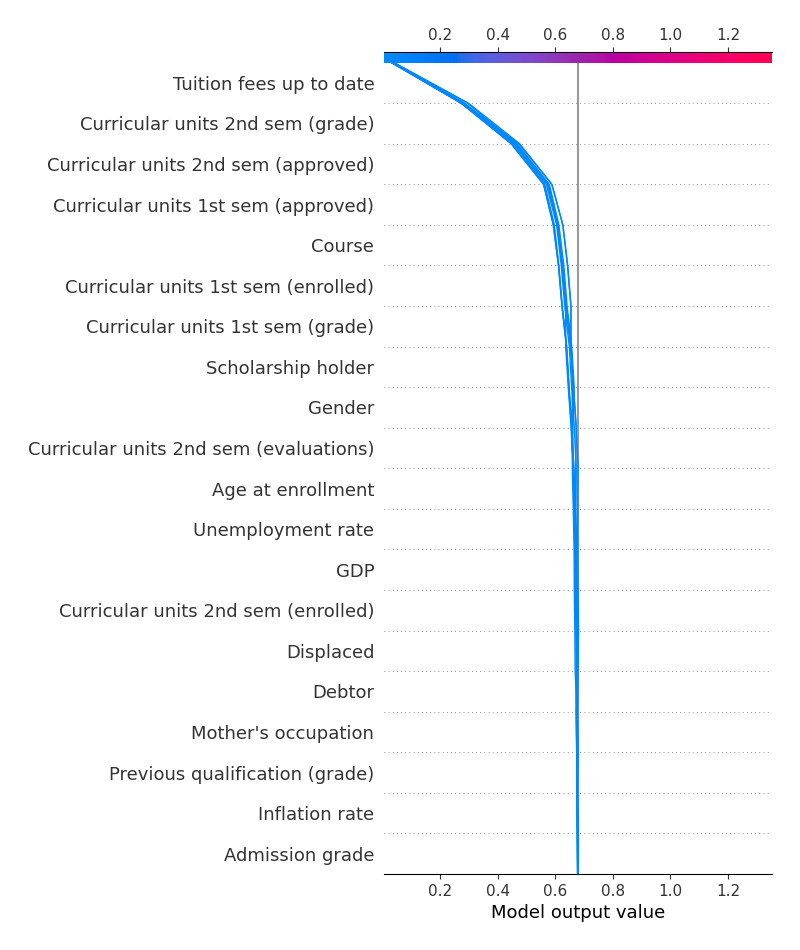 0.2 0.4 0.6 0.8 1.0 1.2
Tuition fees up to date
Curricular units 2nd sem (grade)
Curricular units 2nd sem (approved)
Curricular units 1st sem (approved)
Course
Curricular units 1st sem (enrolled)
Curricular units 1st sem (grade)
Scholarship holder
Gender
Curricular units 2nd sem (evaluations)
Age at enrollment
Unemployment rate
GDP
Curricular units 2nd sem (enrolled)
Displaced
Debtor
Mother's occupation
Previous qualification (grade)
Inflation rate
Admission grade
0.2 0.4 0.6 0.8 1.0 1.2
Model output value